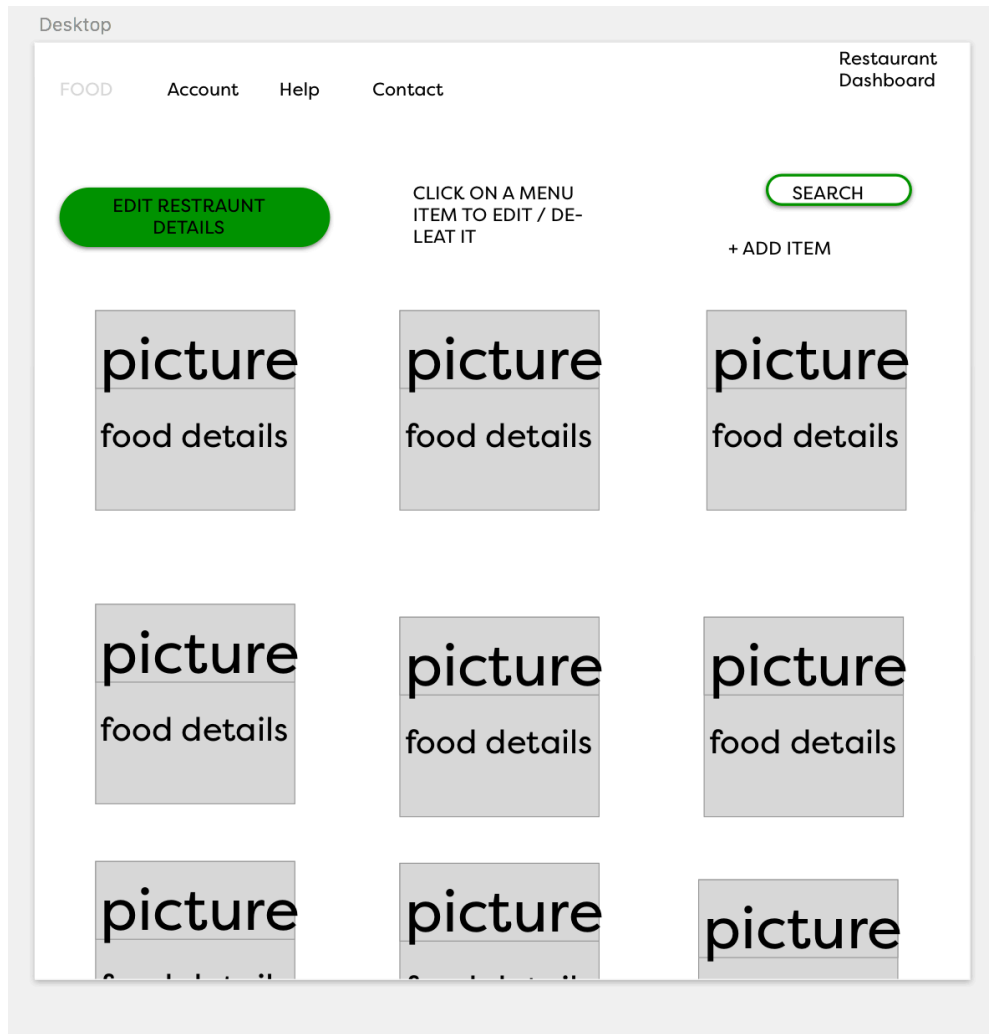 Desktop
Restaurant
Dashboard
FOOD Account Help Contact
EDIT RESTRAUNT
DETAILS
CLICK ON A MENU
ITEM TO EDIT / DE-
LEAT IT
SEARCH
+ ADD ITEM
picture picture picture
food details food details food details
picture picture picture
food details food details food details
picture picture picture